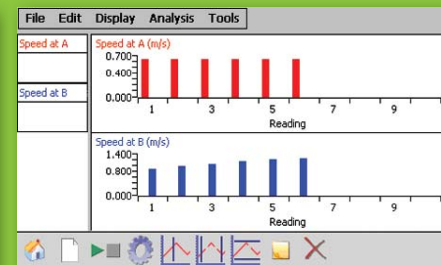 File Edit Display Analysis Tools
Speed at A
Speed at A (m/s)
0.700
0.400
0.000
1 3 5 7 9
Reading
Speed at B
Speed at B (m/s)
1.400
0.800
0.000
1 3 5 7 9
Reading